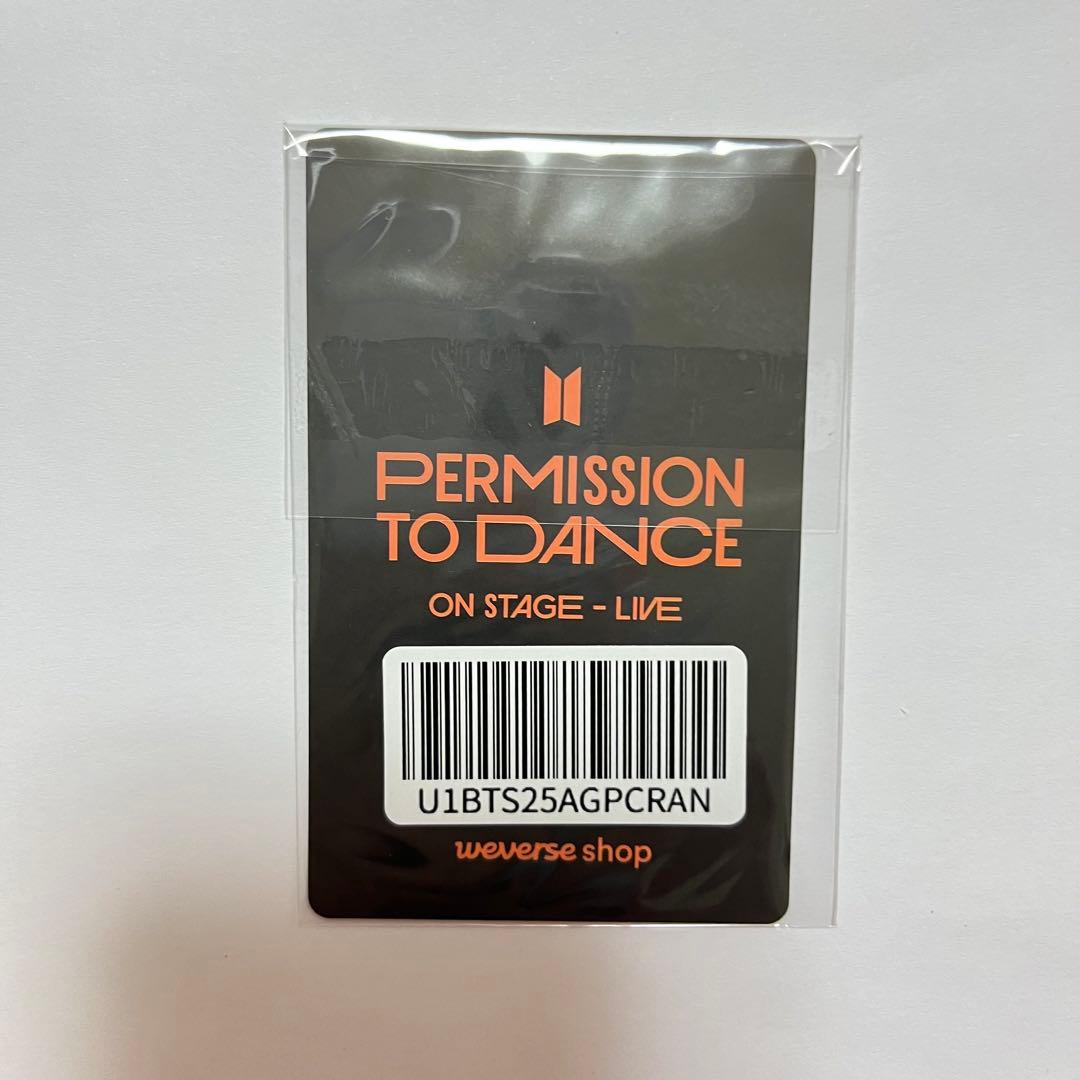 PERMISSION
TO DANCE
ON STAGE - LIVE
U1BTS25AGPCRAN
weverse shop